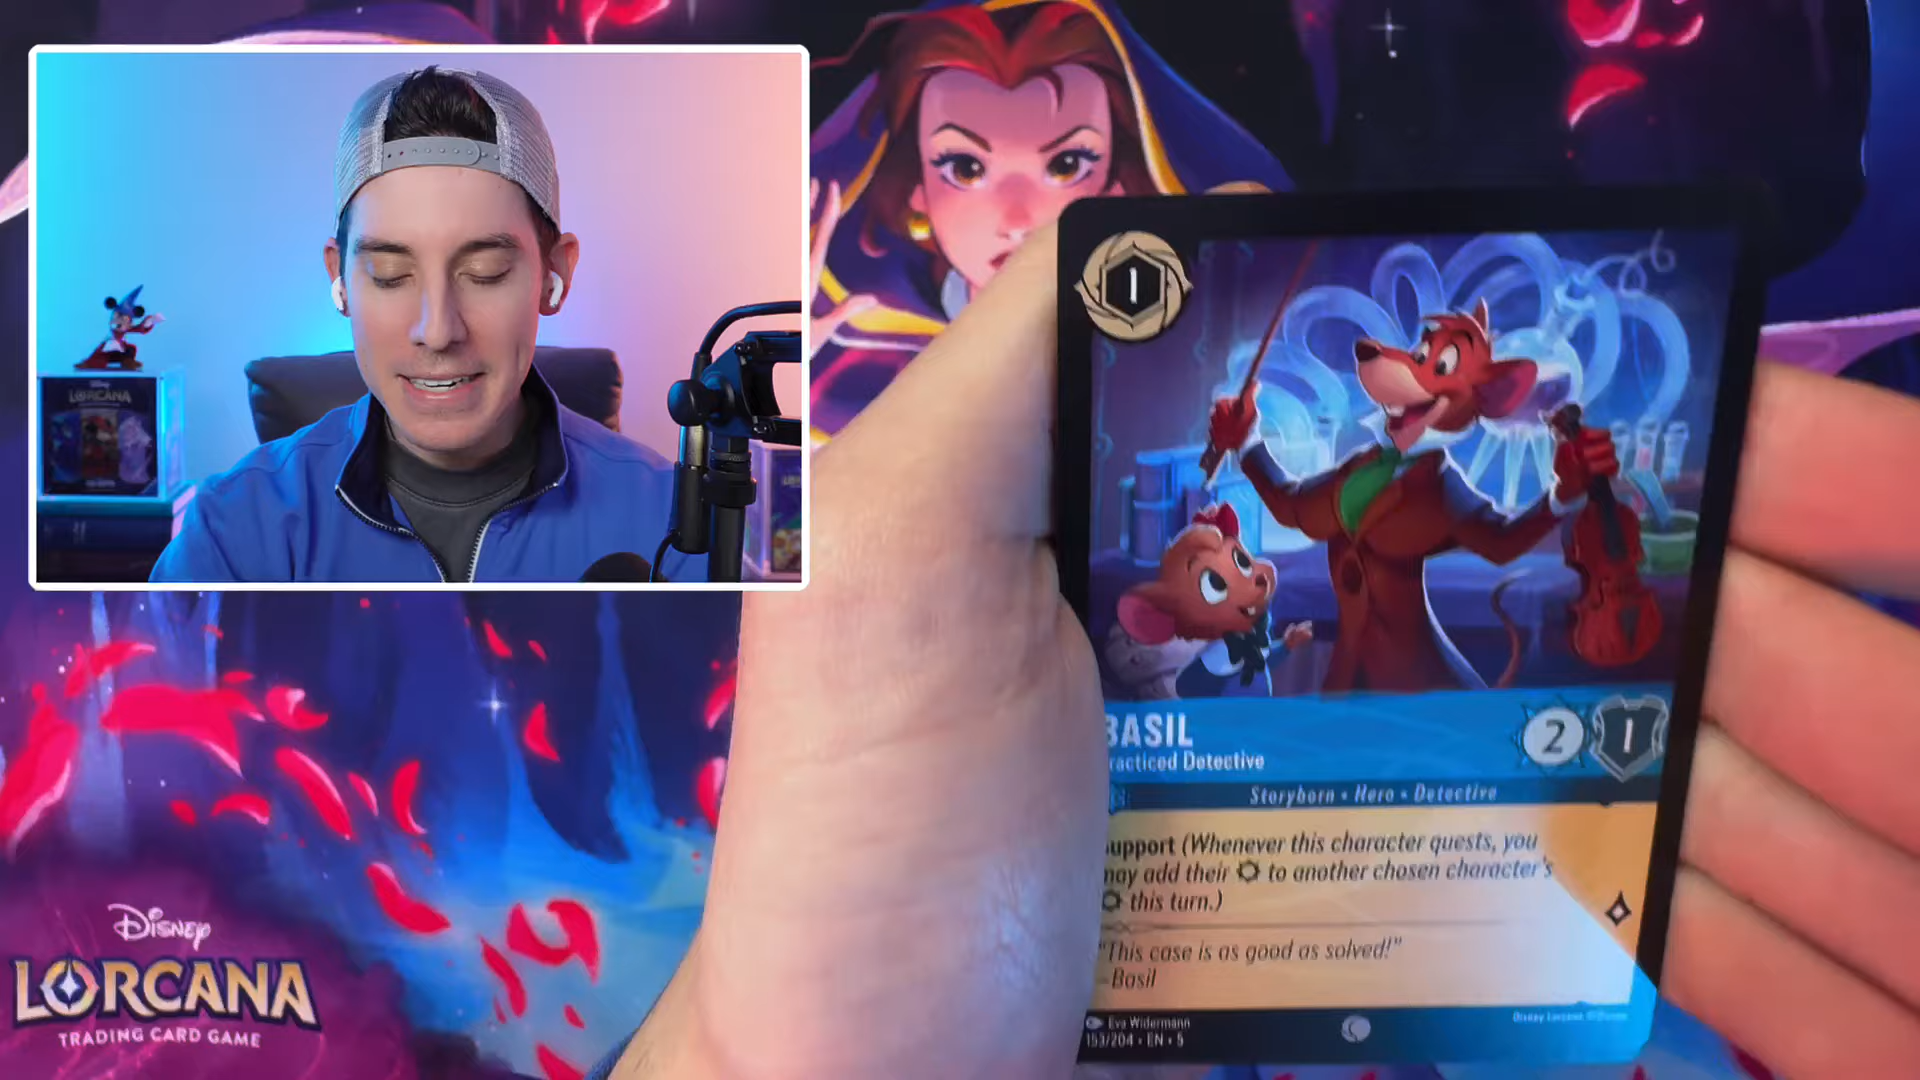 LORCANA
Disney
LORCANA
TRADING CARD GAME
1
BASIL
racticed Detective
2
1
Storyborn • Hero • Detective
upport (Whenever this character quests, you
may add their to another chosen character's
this turn.)
"This case is as good as solved!"
–Basil
Eva Widermann
153/204 • EN • 5